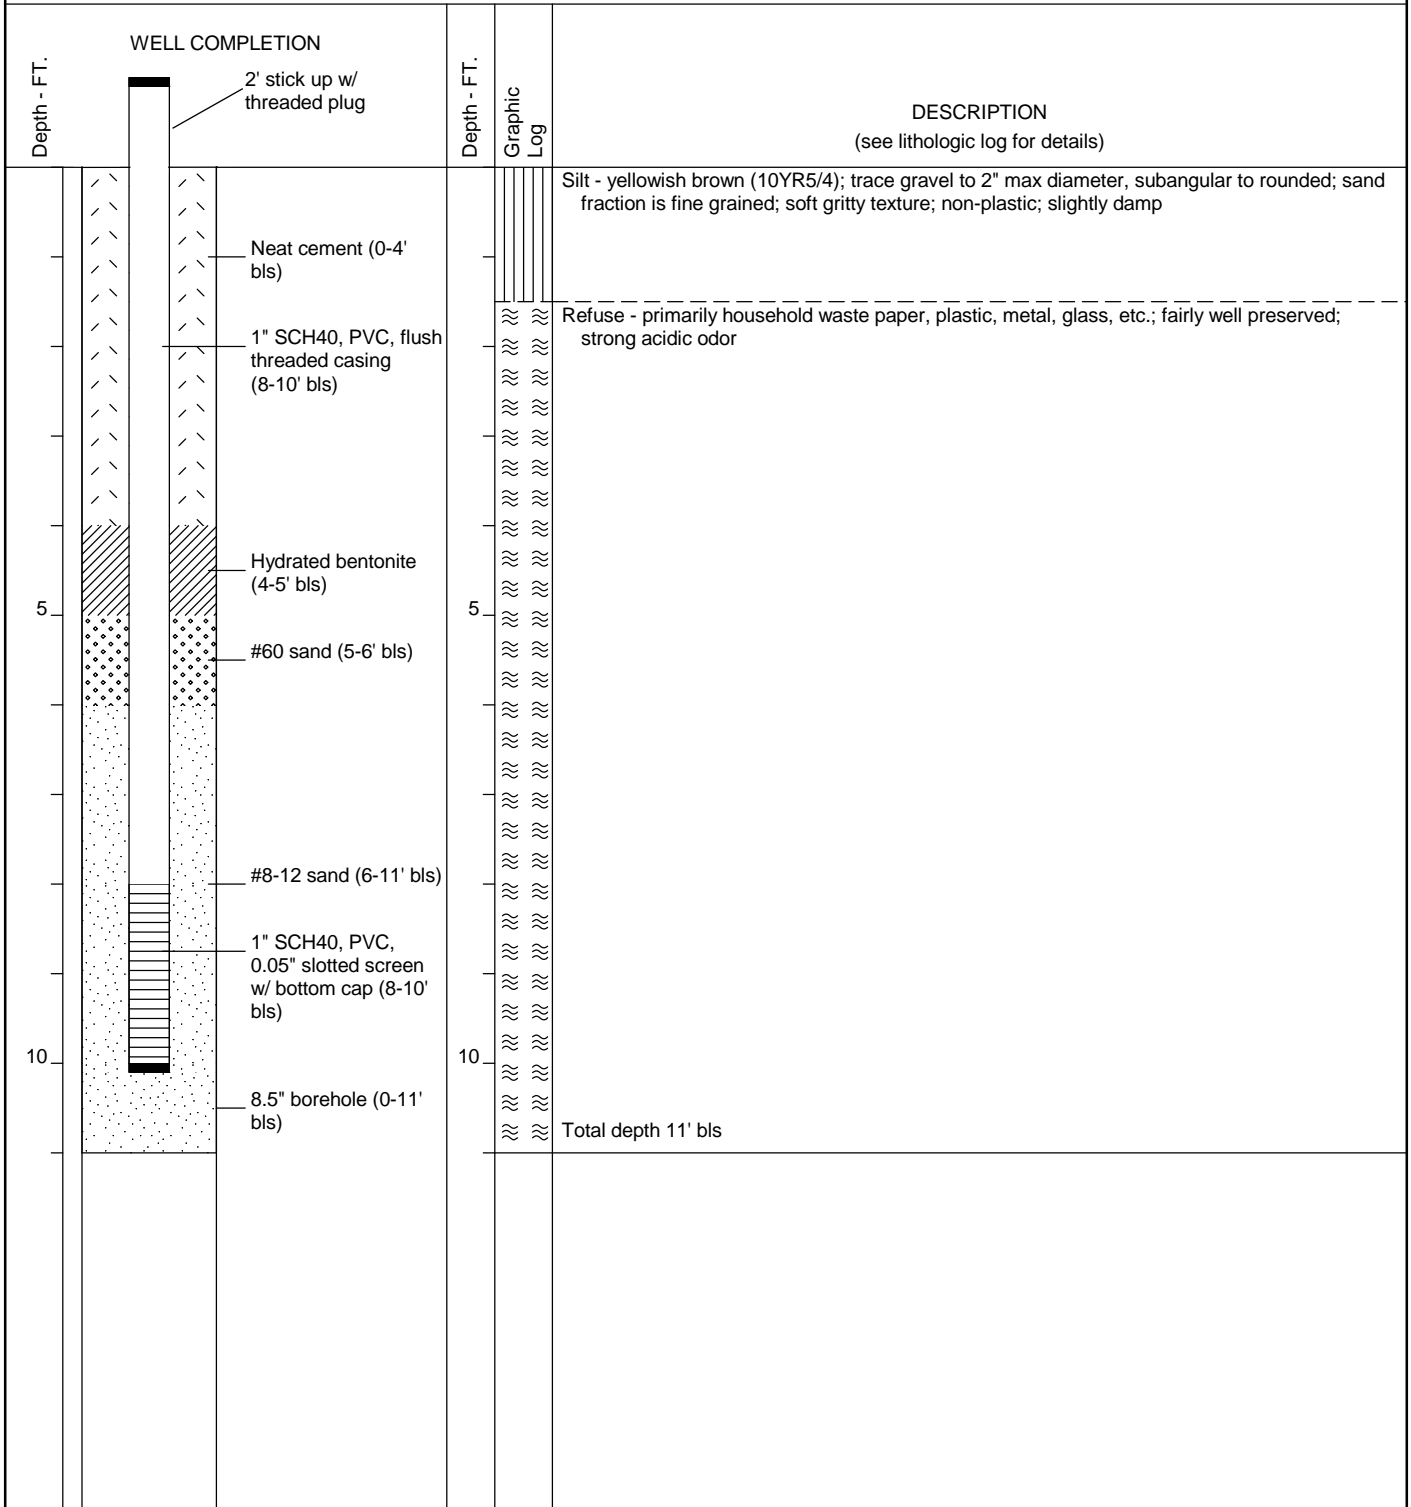 WELL COMPLETION
Depth - FT.
2' stick up w/
threaded plug
Neat cement (0-4'
bls)
1" SCH40, PVC, flush
threaded casing
(8-10' bls)
Hydrated bentonite
(4-5' bls)
5
#60 sand (5-6' bls)
#8-12 sand (6-11' bls)
1" SCH40, PVC,
0.05" slotted screen
w/ bottom cap (8-10'
bls)
10
8.5" borehole (0-11'
bls)
Depth - FT.
5
10
Graphic
Log
DESCRIPTION
(see lithologic log for details)
Silt - yellowish brown (10YR5/4); trace gravel to 2" max diameter, subangular to rounded; sand
fraction is fine grained; soft gritty texture; non-plastic; slightly damp
Refuse - primarily household waste paper, plastic, metal, glass, etc.; fairly well preserved;
strong acidic odor
Total depth 11' bls